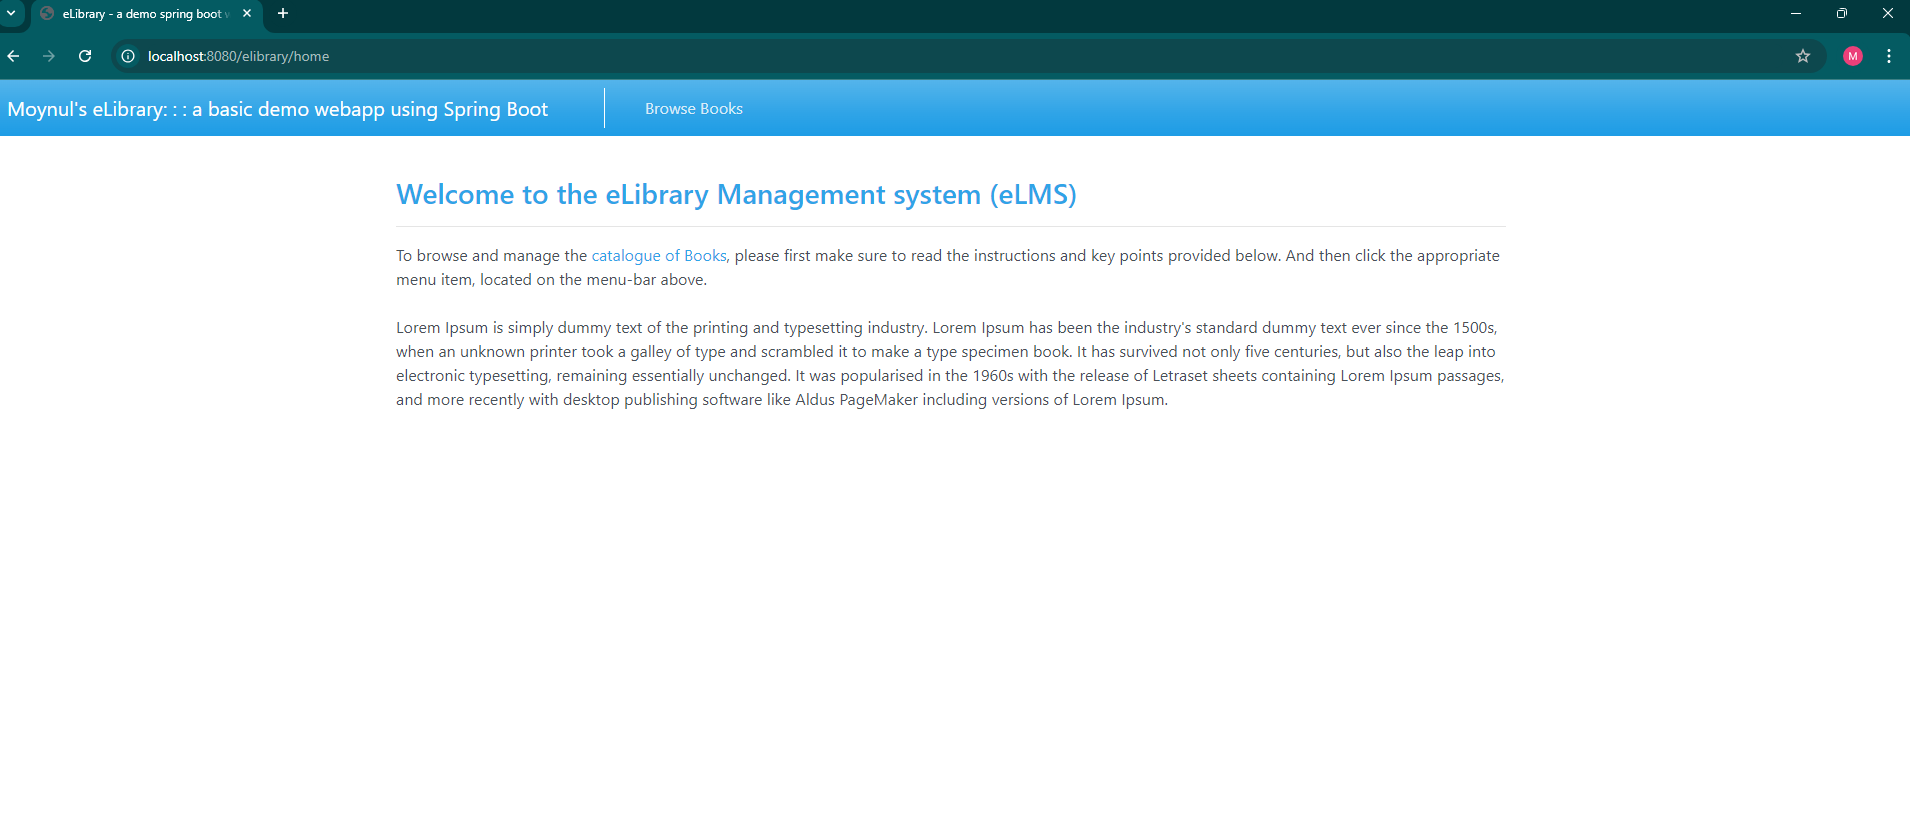 eLibrary - a demo spring boot
localhost:8080/elibrary/home
M
Moynul's eLibrary: : : a basic demo webapp using Spring Boot
Browse Books
Welcome to the eLibrary Management system (eLMS)
To browse and manage the catalogue of Books, please first make sure to read the instructions and key points provided below. And then click the appropriate
menu item, located on the menu-bar above.
Lorem Ipsum is simply dummy text of the printing and typesetting industry. Lorem Ipsum has been the industry's standard dummy text ever since the 1500s,
when an unknown printer took a galley of type and scrambled it to make a type specimen book. It has survived not only five centuries, but also the leap into
electronic typesetting, remaining essentially unchanged. It was popularised in the 1960s with the release of Letraset sheets containing Lorem Ipsum passages,
and more recently with desktop publishing software like Aldus PageMaker including versions of Lorem Ipsum.